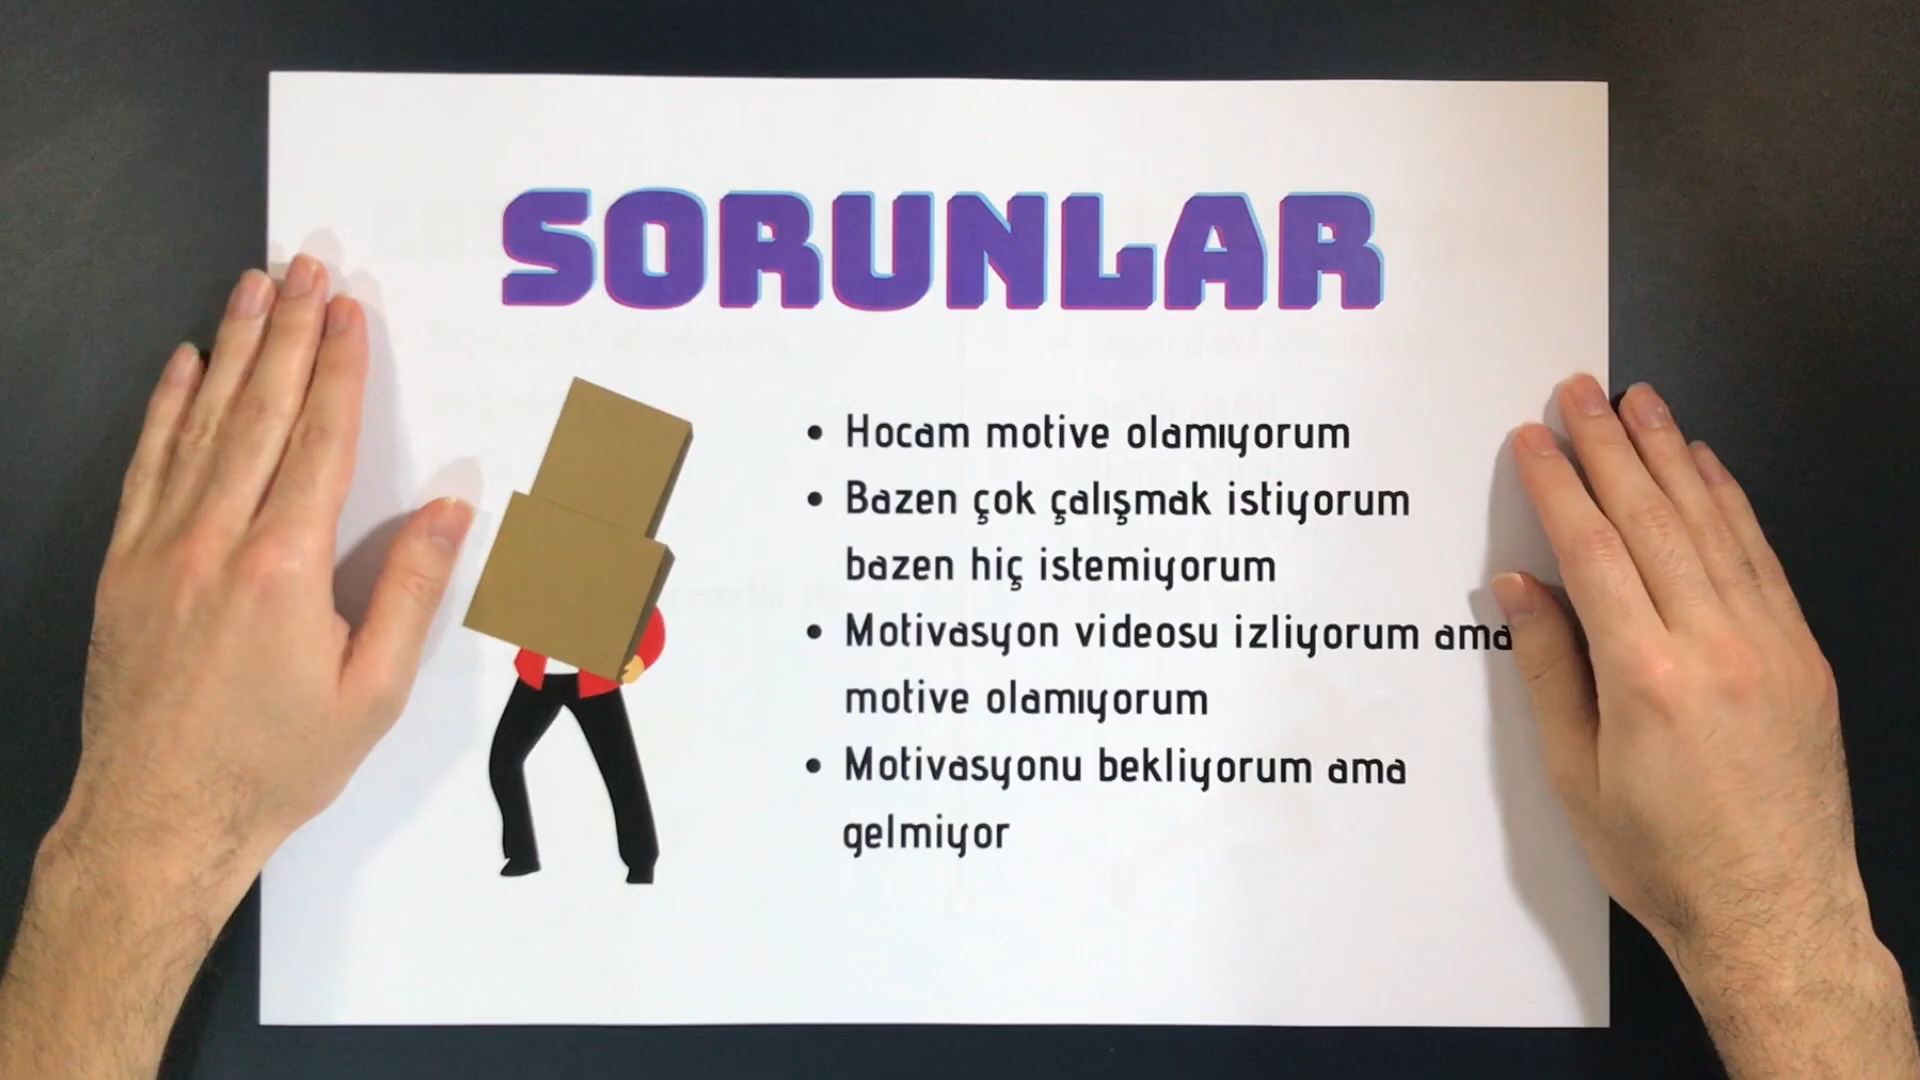 SORUNLAR
• Hocam motive olamıyorum
• Bazen çok çalışmak istiyorum
bazen hiç istemiyorum
• Motivasyon videosu izliyorum ama
motive olamıyorum
• Motivasyonu bekliyorum ama
gelmiyor